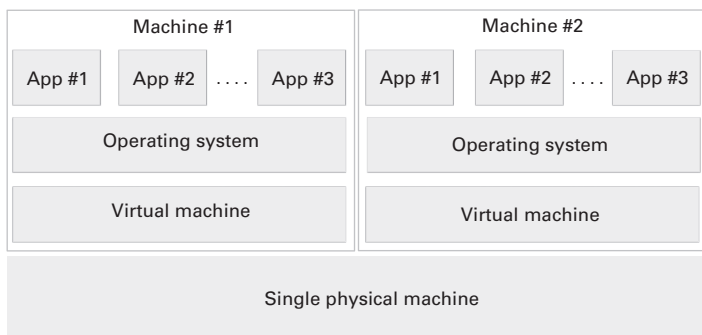 Machine #1
Machine #2
App #1 App #2 .... App #3
App #1 App #2 .... App #3
Operating system
Operating system
Virtual machine
Virtual machine
Single physical machine